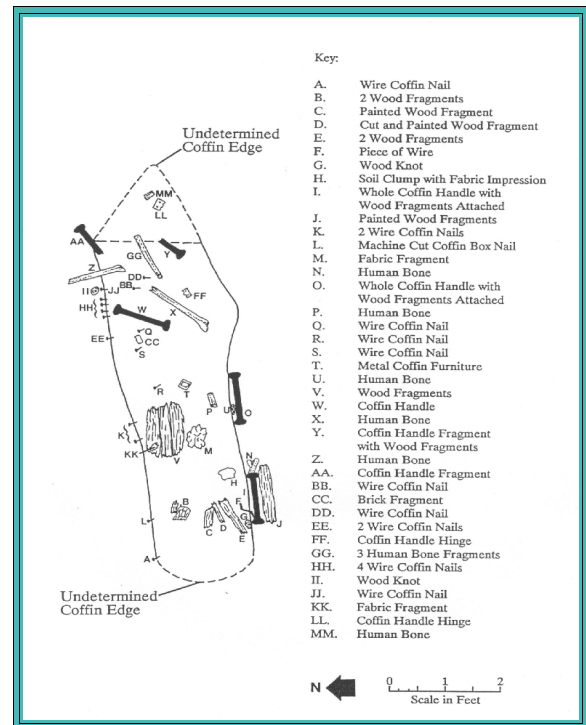 Key:
A. Wire Coffin Nail
B. 2 Wood Fragments
C. Painted Wood Fragment
D. Cut and Painted Wood Fragment
E. 2 Wood Fragments
F. Piece of Wire
G. Wood Knot
H. Soil Clump with Fabric Impression
I. Whole Coffin Handle with
Wood Fragments Attached
J. Painted Wood Fragments
K. 2 Wire Coffin Nails
L. Machine Cut Coffin Box Nail
M. Fabric Fragment
N. Human Bone
O. Whole Coffin Handle with
Wood Fragments Attached
P. Human Bone
Q. Wire Coffin Nail
R. Wire Coffin Nail
S. Wire Coffin Nail
T. Metal Coffin Furniture
U. Human Bone
V. Wood Fragments
W. Coffin Handle
X. Human Bone
Y. Coffin Handle Fragment
with Wood Fragments
Z. Human Bone
AA. Coffin Handle Fragment
BB. Wire Coffin Nail
CC. Brick Fragment
DD. Wire Coffin Nail
EE. 2 Wire Coffin Nails
FF. Coffin Handle Hinge
GG. 3 Human Bone Fragments
HH. 4 Wire Coffin Nails
II. Wood Knot
JJ. Wire Coffin Nail
KK. Fabric Fragment
LL. Coffin Handle Hinge
MM. Human Bone
Undetermined
Coffin Edge
MM
LL
AA
Y
GG
Z
DD
II
JJ
BB
FF
HH
W
X
Q
EE
CC
S
R
T
P
U
O
K
M
KK
V
N
H
I
B
F
G
L
C
D
E
J
A
Undetermined
Coffin Edge
N
0 1 2
Scale in Feet